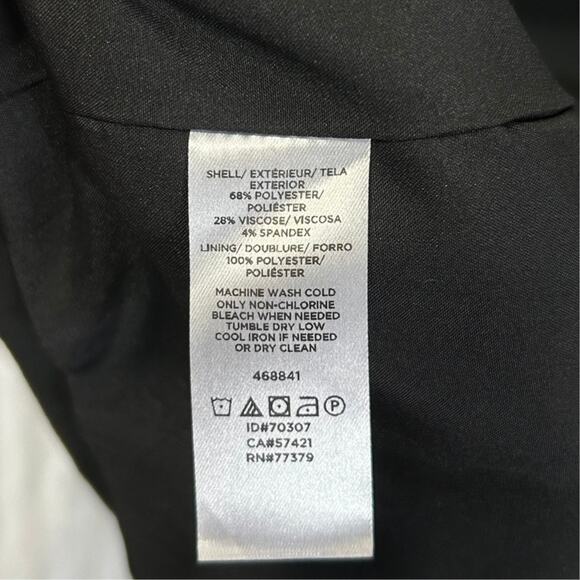 SHELL/ EXTÉRIEUR/ TELA
EXTERIOR
68% POLYESTER/
POLIÉSTER
28% VISCOSE/ VISCOSA
4% SPANDEX
LINING/ DOUBLURE/ FORRO
100% POLYESTER/
POLIÉSTER
MACHINE WASH COLD
ONLY NON-CHLORINE
BLEACH WHEN NEEDED
TUMBLE DRY LOW
COOL IRON IF NEEDED
OR DRY CLEAN
468841
P
ID#70307
CA#57421
RN#77379